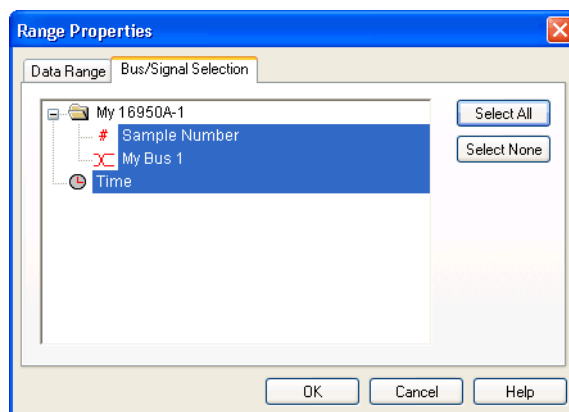 Range Properties
Data Range Bus/Signal Selection
My 16950A-1
# Sample Number
My Bus 1
Time
Select All
Select None
OK Cancel Help